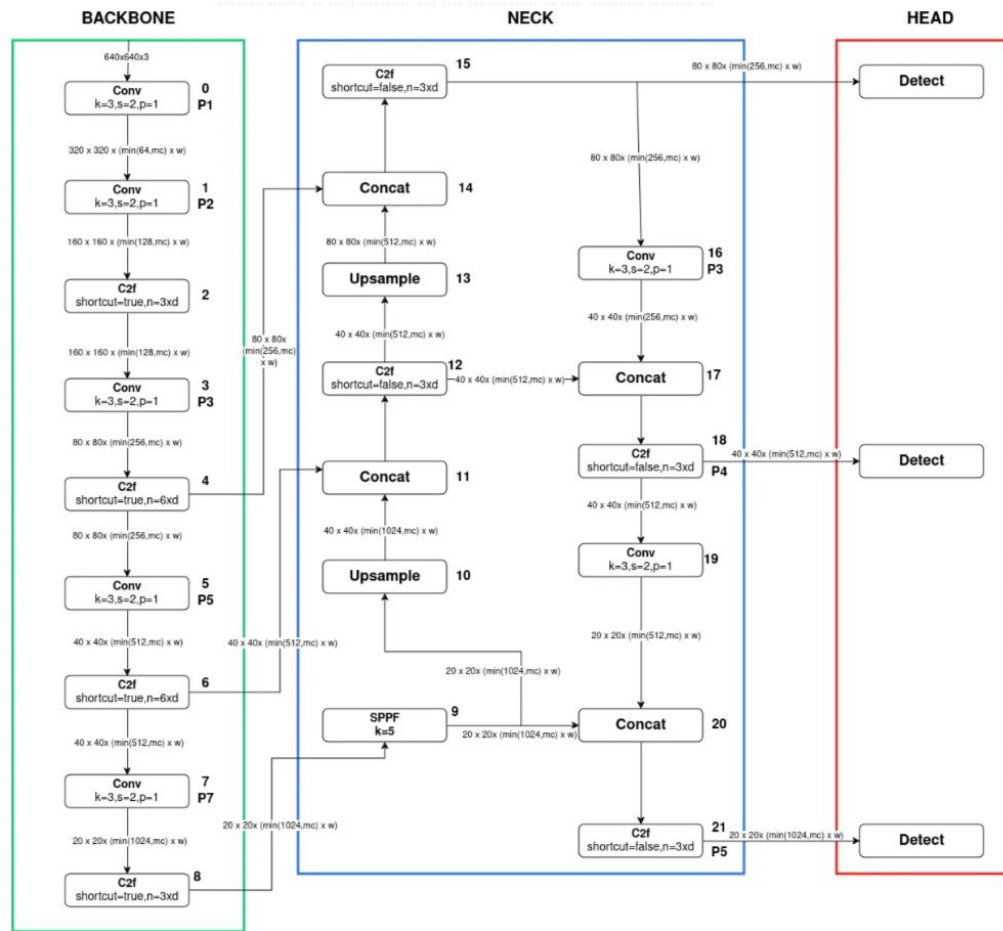 BACKBONE
NECK
HEAD
640x640x3
Conv
k=3,s=2,p=1
0
P1
320 x 320 x (min(64,mc) x w)
Conv
k=3,s=2,p=1
1
P2
160 x 160 x (min(128,mc) x w)
C2f
shortcut=true,n=3xd
2
160 x 160 x (min(128,mc) x w)
Conv
k=3,s=2,p=1
3
P3
80 x 80x (min(256,mc) x w)
C2f
shortcut=true,n=6xd
4
80 x 80x (min(256,mc) x w)
Conv
k=3,s=2,p=1
5
P5
40 x 40x (min(512,mc) x w)
C2f
shortcut=true,n=6xd
6
40 x 40x (min(512,mc) x w)
Conv
k=3,s=2,p=1
7
P7
20 x 20x (min(1024,mc) x w)
C2f
shortcut=true,n=3xd
8
80 x 80x
(min(256,mc)
x w)
40 x 40x (min(512,mc) x w)
20 x 20x (min(1024,mc) x w)
C2f
shortcut=false,n=3xd
15
Concat
14
80 x 80x (min(512,mc) x w)
Upsample
13
40 x 40x (min(512,mc) x w)
C2f
shortcut=false,n=3xd
12
40 x 40x (min(512,mc) x w)
Concat
11
40 x 40x (min(1024,mc) x w)
Upsample
10
20 x 20x (min(1024,mc) x w)
SPPF
k=5
9
20 x 20x (min(1024,mc) x w)
80 x 80x (min(256,mc) x w)
80 x 80x (min(256,mc) x w)
Conv
k=3,s=2,p=1
16
P3
40 x 40x (min(256,mc) x w)
Concat
17
C2f
shortcut=false,n=3xd
18
P4
40 x 40x (min(512,mc) x w)
40 x 40x (min(512,mc) x w)
Conv
k=3,s=2,p=1
19
20 x 20x (min(512,mc) x w)
Concat
20
C2f
shortcut=false,n=3xd
21
P5
20 x 20x (min(1024,mc) x w)
Detect
Detect
Detect